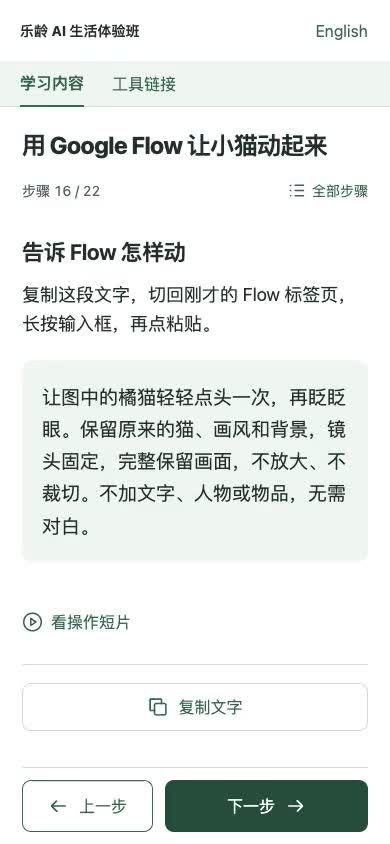 乐龄 AI 生活体验班
English
学习内容
工具链接
用 Google Flow 让小猫动起来
步骤 16 / 22
全部步骤
告诉 Flow 怎样动
复制这段文字，切回刚才的 Flow 标签页，
长按输入框，再点粘贴。
让图中的橘猫轻轻点头一次，再眨眨
眼。保留原来的猫、画风和背景，镜
头固定，完整保留画面，不放大、不
裁切。不加文字、人物或物品，无需
对白。
看操作短片
复制文字
上一步
下一步